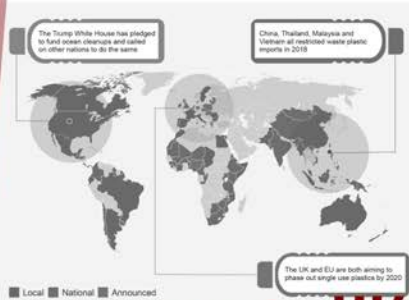 The Trump White House has pledged
to fund ocean cleanups and called
on other nations to do the same
China, Thailand, Malaysia and
Vietnam all restricted waste plastic
imports in 2018
The UK and EU are both aiming to
phase out single use plastics by 2020
Local National Announced